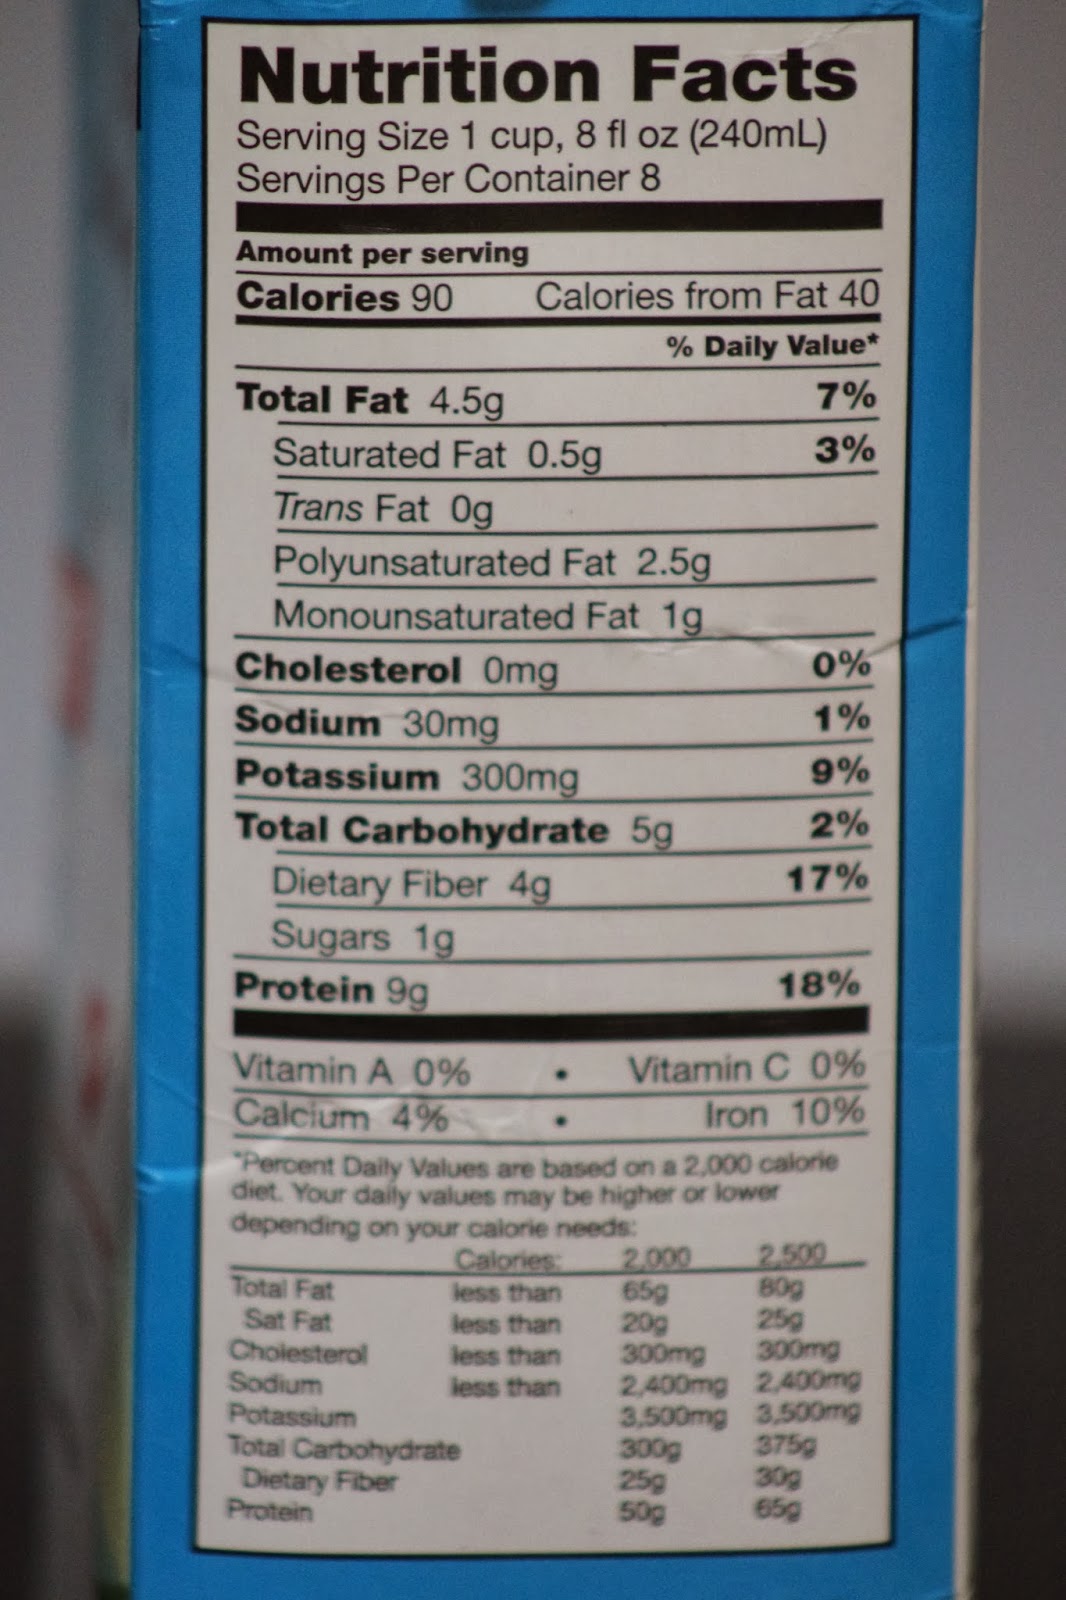 Nutrition Facts
Serving Size 1 cup, 8 fl oz (240mL)
Servings Per Container 8
Amount per serving
Calories 90 Calories from Fat 40
% Daily Value*
Total Fat 4.5g 7%
Saturated Fat 0.5g 3%
Trans Fat 0g
Polyunsaturated Fat 2.5g
Monounsaturated Fat 1g
Cholesterol 0mg 0%
Sodium 30mg 1%
Potassium 300mg 9%
Total Carbohydrate 5g 2%
Dietary Fiber 4g 17%
Sugars 1g
Protein 9g 18%
Vitamin A 0% • Vitamin C 0%
Calcium 4% • Iron 10%
*Percent Daily Values are based on a 2,000 calorie
diet. Your daily values may be higher or lower
depending on your calorie needs:
Calories: 2,000 2,500
Total Fat less than 65g 80g
Sat Fat less than 20g 25g
Cholesterol less than 300mg 300mg
Sodium less than 2,400mg 2,400mg
Potassium 3,500mg 3,500mg
Total Carbohydrate 300g 375g
Dietary Fiber 25g 30g
Protein 50g 65g